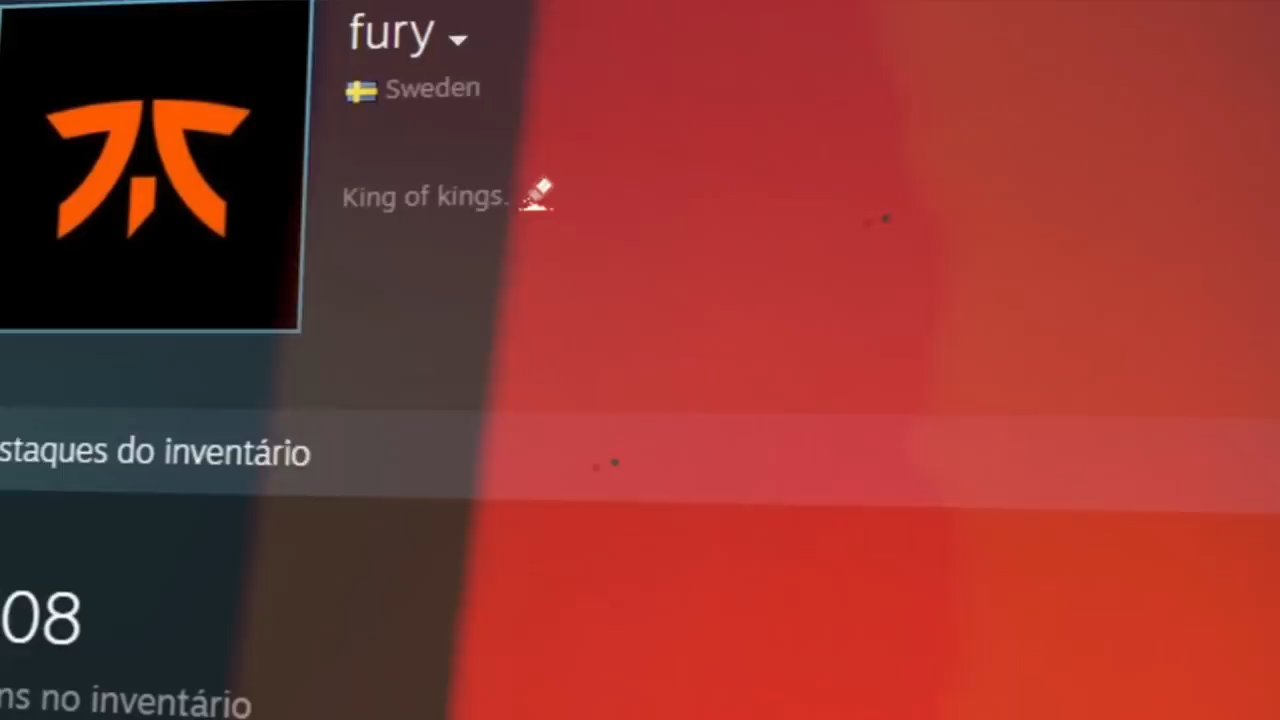 fury
Sweden
King of kings.
staques do inventário
08
ns no inventário